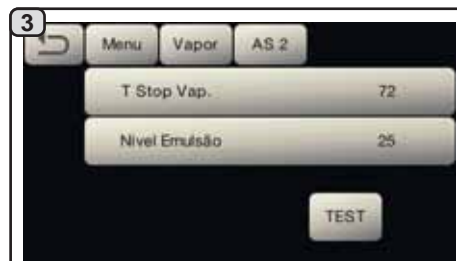 3
Menu Vapor AS 2
T Stop Vap. 72
Nivel Emulsão 25
TEST